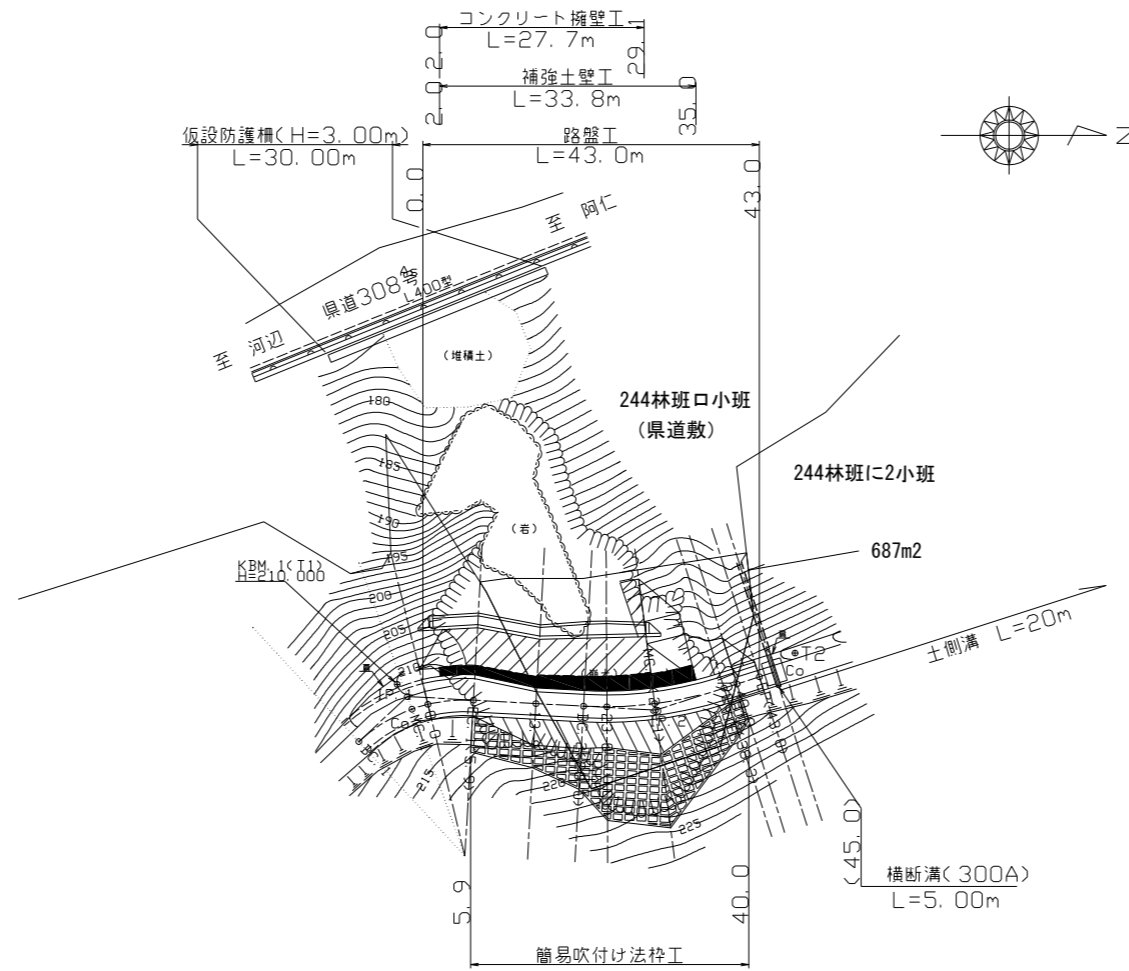 コンクリート擁壁工
L=27.7m
2.0
29.1
補強土壁工
L=33.8m
2.0
35.0
仮設防護柵(H=3.00m)
L=30.00m
路盤工
L=43.0m
0.0
43.0
N
至 阿仁
県道308号
As
L400型
至 河辺
(堆積土)
180
244林班ロ小班
(県道敷)
185
244林班に2小班
190
(岩)
195
687m2
KBM.1(T1)
H=210.000
200
205
210
土側溝 L=20m
T2
Co
215
220
225
5.9
40.0
(45.0)
横断溝(300A)
L=5.00m
簡易吹付け法枠工